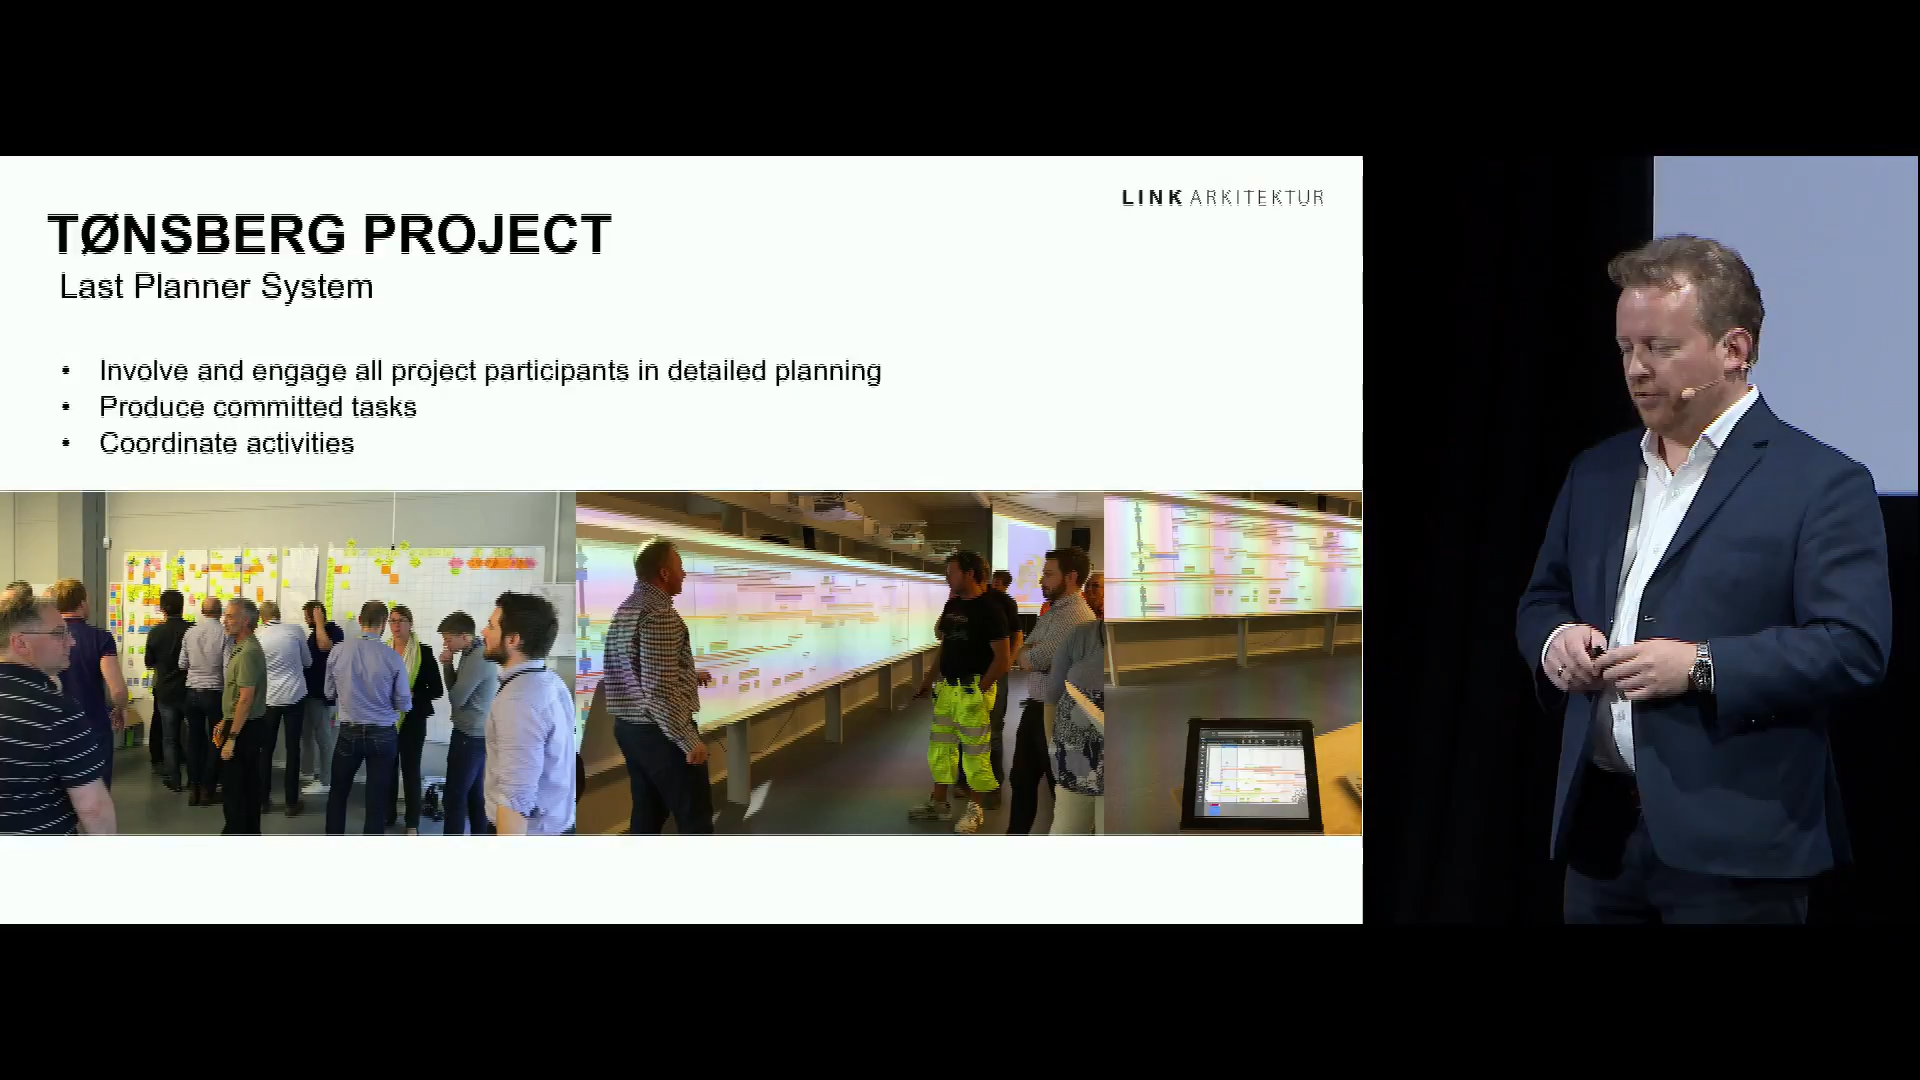 LINK ARKITEKTUR
TØNSBERG PROJECT
Last Planner System
• Involve and engage all project participants in detailed planning
• Produce committed tasks
• Coordinate activities